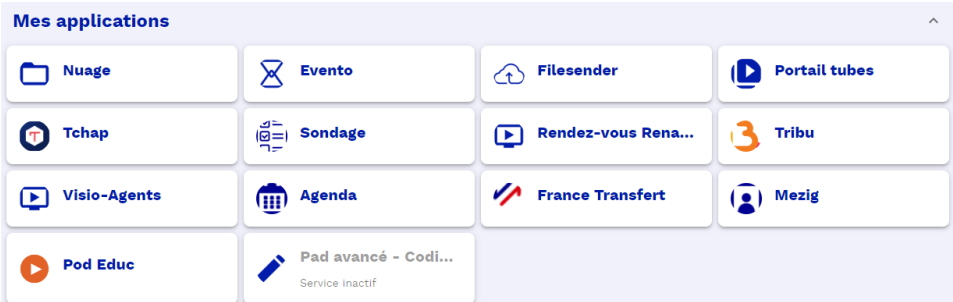 Mes applications
Nuage
Evento
Filesender
Portail tubes
Tchap
Sondage
Rendez-vous Rena...
Tribu
Visio-Agents
Agenda
France Transfert
Mezig
Pod Educ
Pad avancé - Codi...
Service inactif